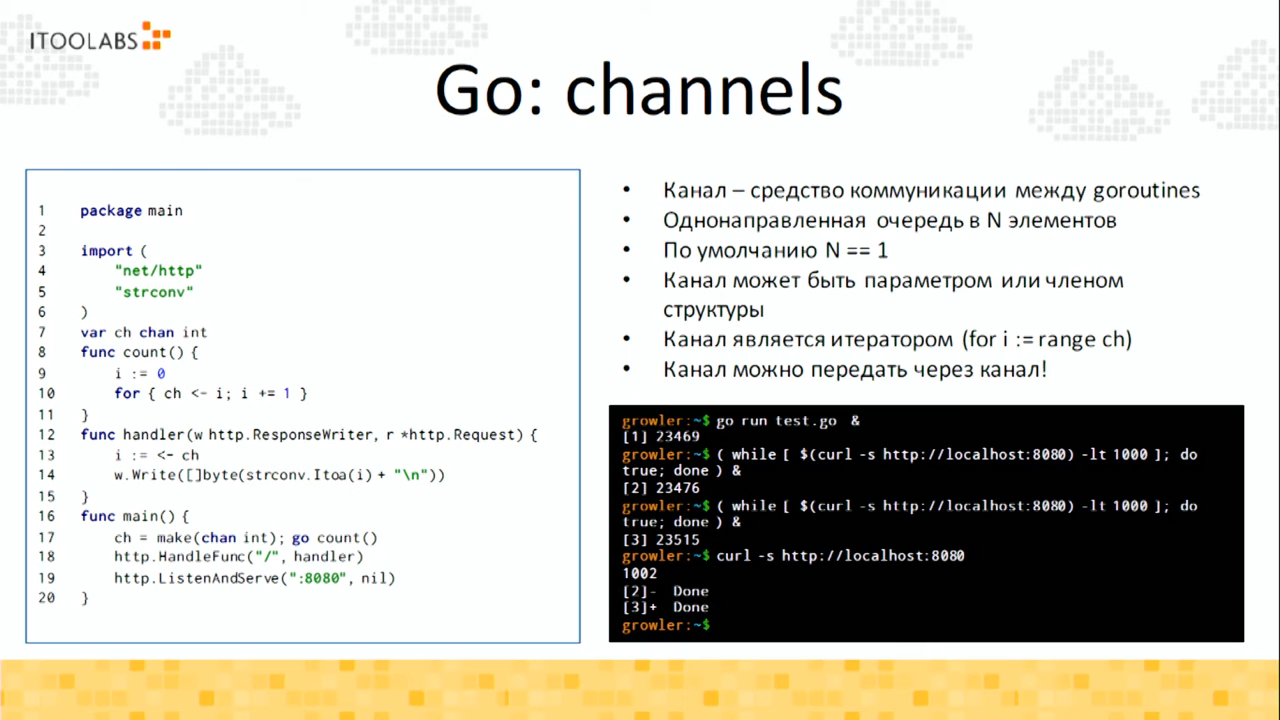 ITOOLABS
Go: channels
1 package main
2
3 import (
4 "net/http"
5 "strconv"
6 )
7 var ch chan int
8 func count() {
9 i := 0
10 for { ch <- i; i += 1 }
11 }
12 func handler(w http.ResponseWriter, r *http.Request) {
13 i := <- ch
14 w.Write([]byte(strconv.Itoa(i) + "\n"))
15 }
16 func main() {
17 ch = make(chan int); go count()
18 http.HandleFunc("/", handler)
19 http.ListenAndServe(":8080", nil)
20 }
• Канал – средство коммуникации между goroutines
• Однонаправленная очередь в N элементов
• По умолчанию N == 1
• Канал может быть параметром или членом
структуры
• Канал является итератором (for i := range ch)
• Канал можно передать через канал!
growler:~$ go run test.go &
[1] 23469
growler:~$ ( while [ $(curl -s http://localhost:8080) -lt 1000 ]; do
true; done ) &
[2] 23476
growler:~$ ( while [ $(curl -s http://localhost:8080) -lt 1000 ]; do
true; done ) &
[3] 23515
growler:~$ curl -s http://localhost:8080
1002
[2]- Done
[3]+ Done
growler:~$